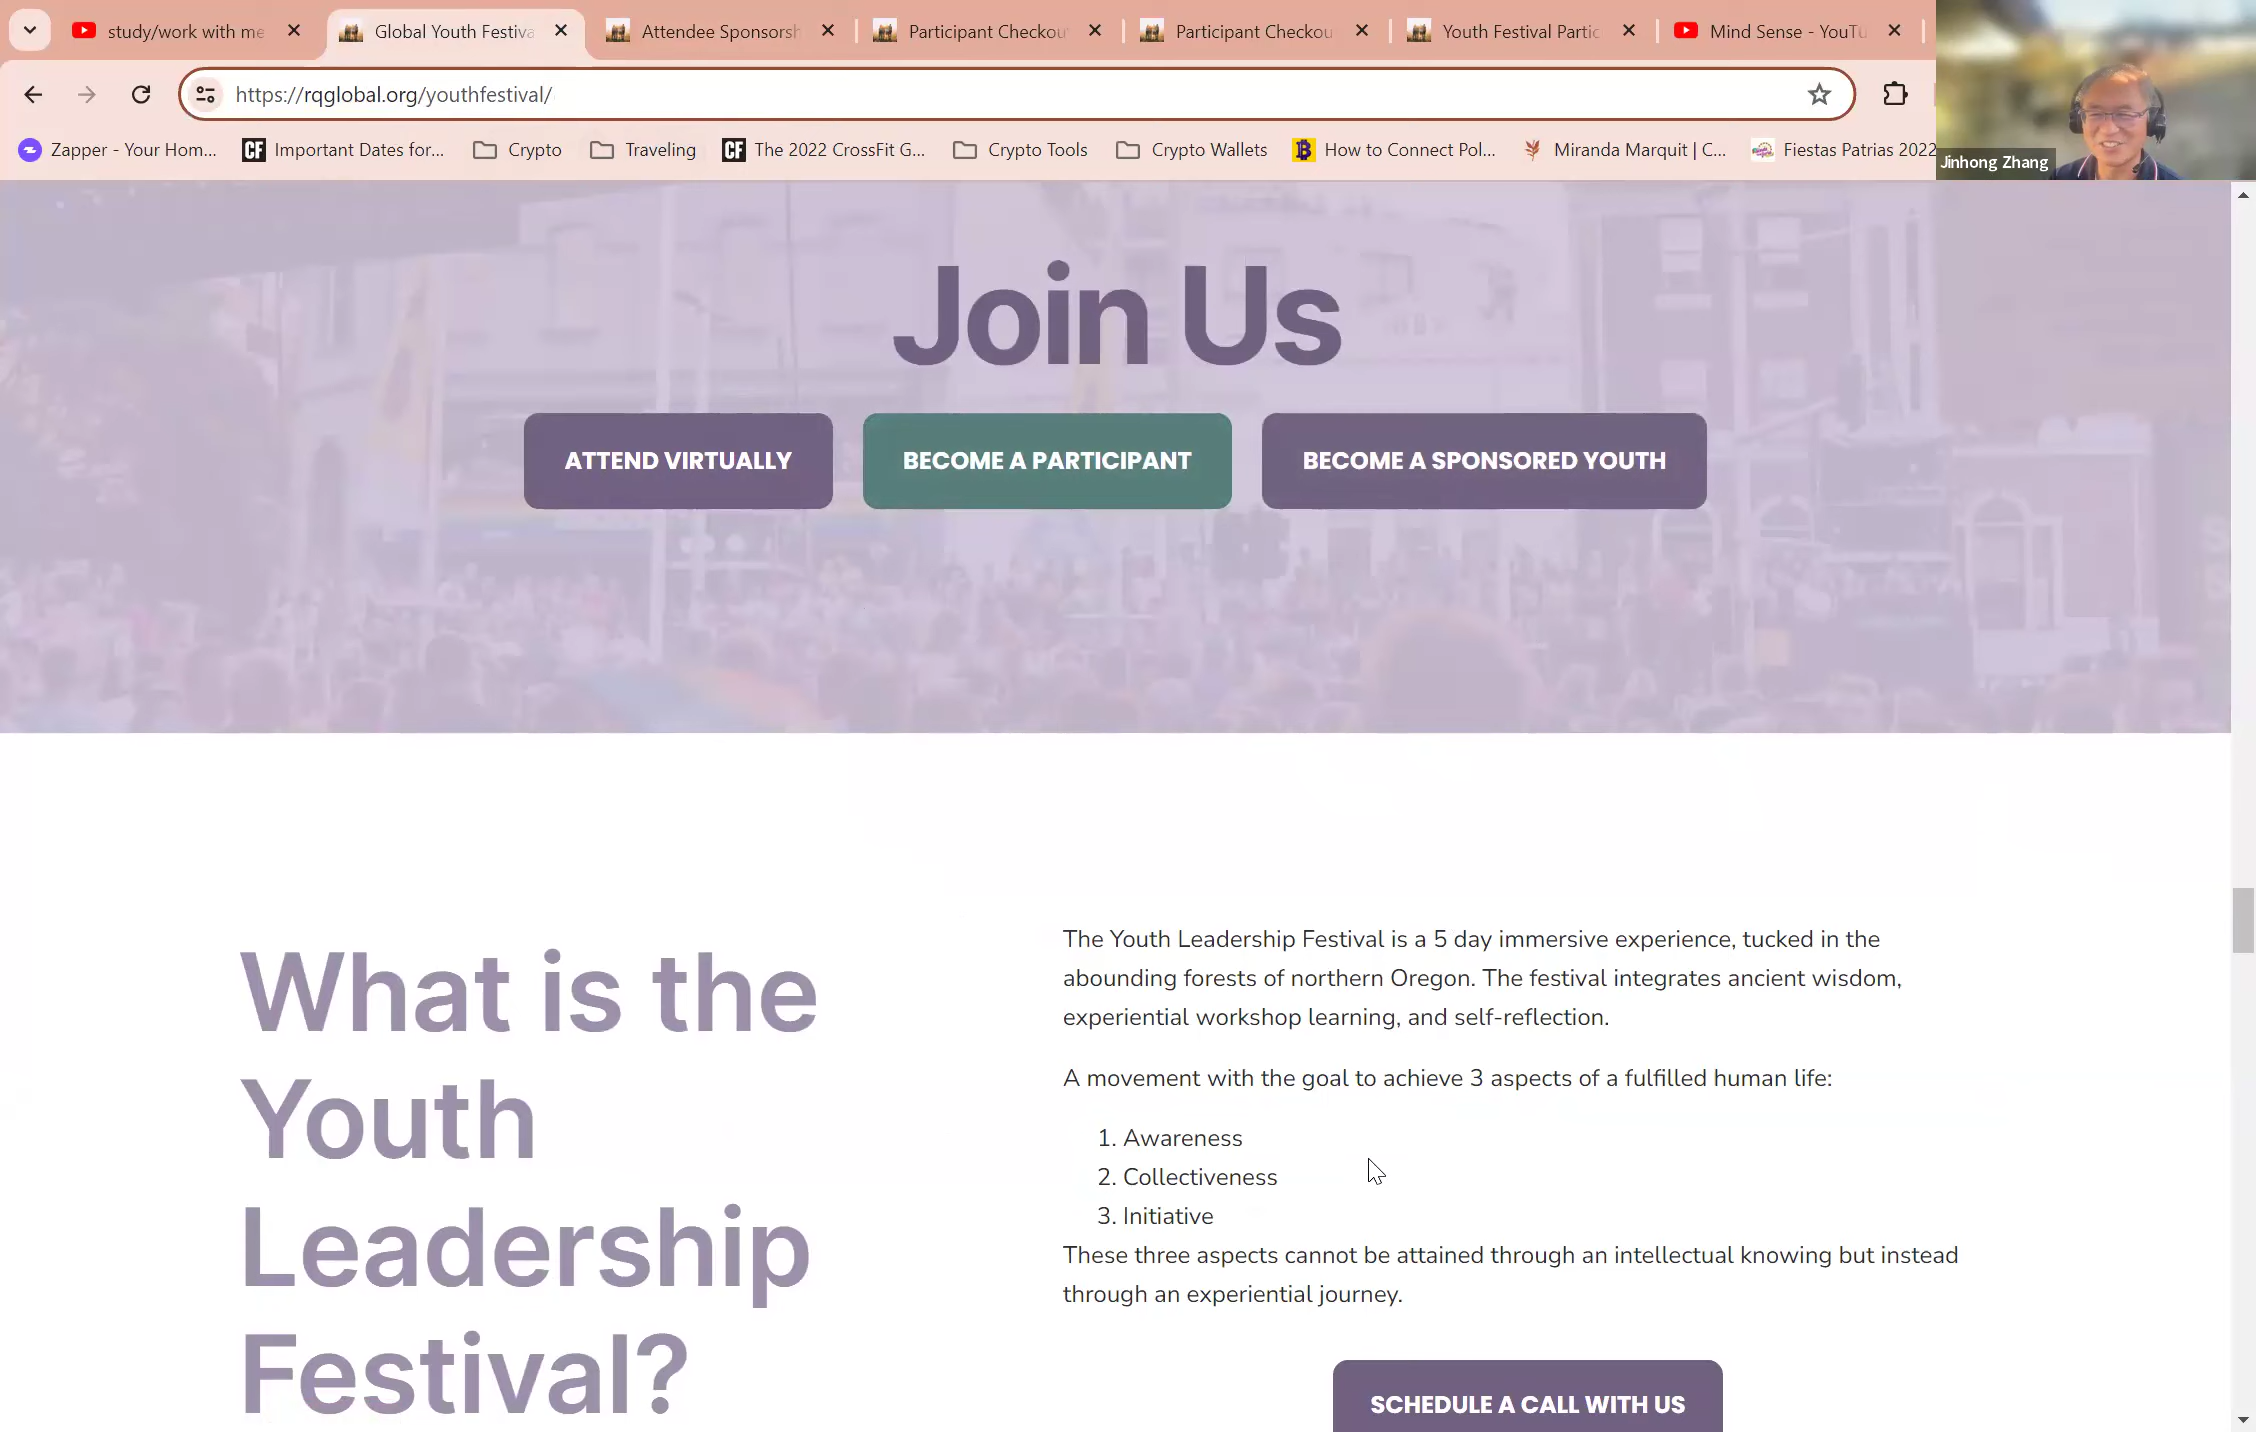 study/work with me
Global Youth Festiva
Attendee Sponsorsh
Participant Checkou
Participant Checkou
Youth Festival Partic
Mind Sense - YouTu
https://rqglobal.org/youthfestival/
Zapper - Your Hom...
CF Important Dates for...
Crypto
Traveling
CF The 2022 CrossFit G...
Crypto Tools
Crypto Wallets
How to Connect Pol...
Miranda Marquit | C...
Fiestas Patrias 2022
Jinhong Zhang
Join Us
ATTEND VIRTUALLY
BECOME A PARTICIPANT
BECOME A SPONSORED YOUTH
What is the
Youth
Leadership
Festival?
The Youth Leadership Festival is a 5 day immersive experience, tucked in the
abounding forests of northern Oregon. The festival integrates ancient wisdom,
experiential workshop learning, and self-reflection.
A movement with the goal to achieve 3 aspects of a fulfilled human life:
1. Awareness
2. Collectiveness
3. Initiative
These three aspects cannot be attained through an intellectual knowing but instead
through an experiential journey.
SCHEDULE A CALL WITH US